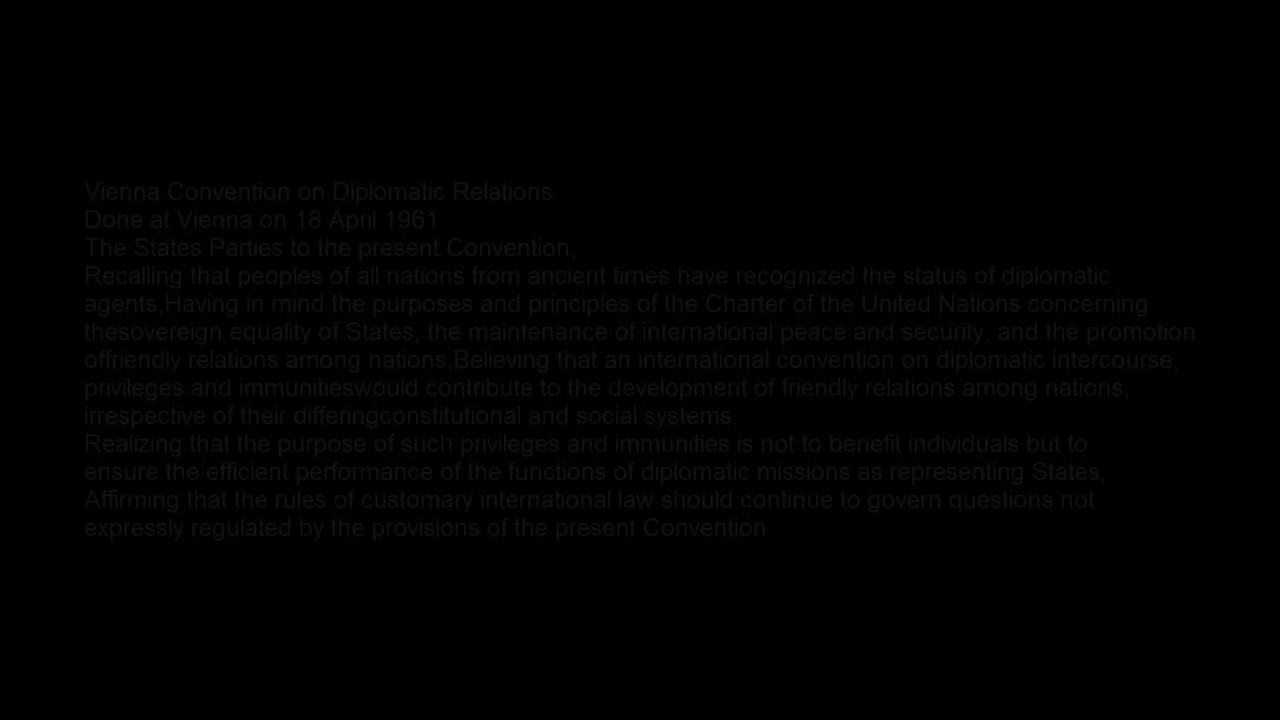 Vienna Convention on Diplomatic Relations
Done at Vienna on 18 April 1961
The States Parties to the present Convention,
Recalling that peoples of all nations from ancient times have recognized the status of diplomatic
agents,Having in mind the purposes and principles of the Charter of the United Nations concerning
thesovereign equality of States, the maintenance of international peace and security, and the promotion
offriendly relations among nations,Believing that an international convention on diplomatic intercourse,
privileges and immunitieswould contribute to the development of friendly relations among nations,
irrespective of their differingconstitutional and social systems,
Realizing that the purpose of such privileges and immunities is not to benefit individuals but to
ensure the efficient performance of the functions of diplomatic missions as representing States,
Affirming that the rules of customary international law should continue to govern questions not
expressly regulated by the provisions of the present Convention